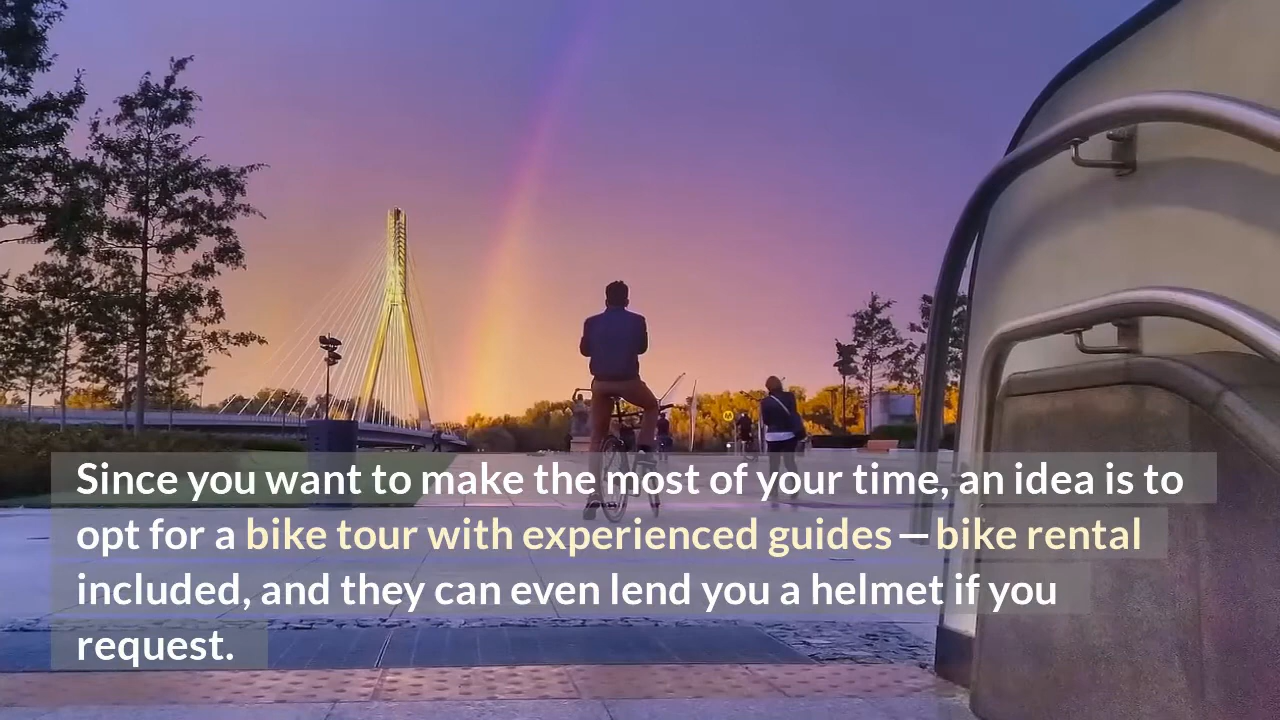 Since you want to make the most of your time, an idea is to
opt for a bike tour with experienced guides — bike rental
included, and they can even lend you a helmet if you
request.